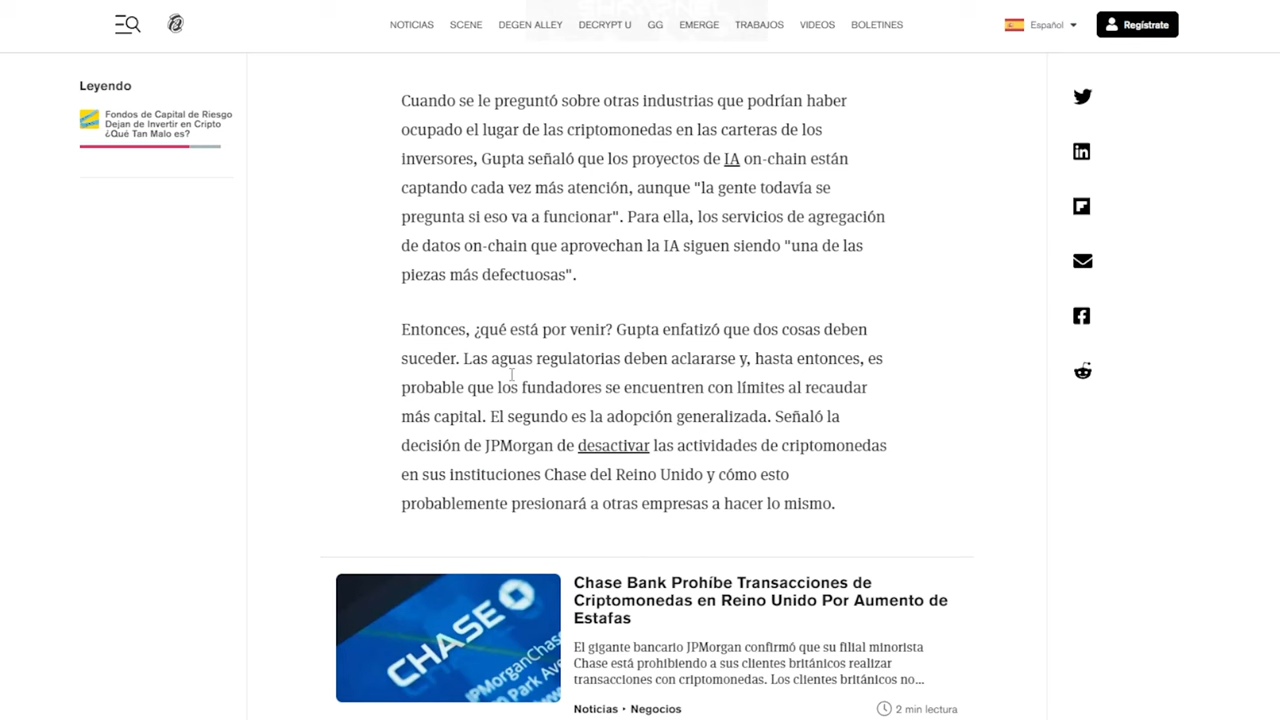 NOTICIAS SCENE DEGEN ALLEY DECRYPT U GG EMERGE TRABAJOS VIDEOS BOLETINES Español Regístrate
Leyendo
Fondos de Capital de Riesgo
Dejan de Invertir en Cripto
¿Qué Tan Malo es?
Cuando se le preguntó sobre otras industrias que podrían haber
ocupado el lugar de las criptomonedas en las carteras de los
inversores, Gupta señaló que los proyectos de IA on-chain están
captando cada vez más atención, aunque "la gente todavía se
pregunta si eso va a funcionar". Para ella, los servicios de agregación
de datos on-chain que aprovechan la IA siguen siendo "una de las
piezas más defectuosas".
Entonces, ¿qué está por venir? Gupta enfatizó que dos cosas deben
suceder. Las aguas regulatorias deben aclararse y, hasta entonces, es
probable que los fundadores se encuentren con límites al recaudar
más capital. El segundo es la adopción generalizada. Señaló la
decisión de JPMorgan de desactivar las actividades de criptomonedas
en sus instituciones Chase del Reino Unido y cómo esto
probablemente presionará a otras empresas a hacer lo mismo.
CHASE
JPMorganChase
Park Ave
Chase Bank Prohíbe Transacciones de
Criptomonedas en Reino Unido Por Aumento de
Estafas
El gigante bancario JPMorgan confirmó que su filial minorista
Chase está prohibiendo a sus clientes británicos realizar
transacciones con criptomonedas. Los clientes británicos no...
Noticias • Negocios
2 min lectura